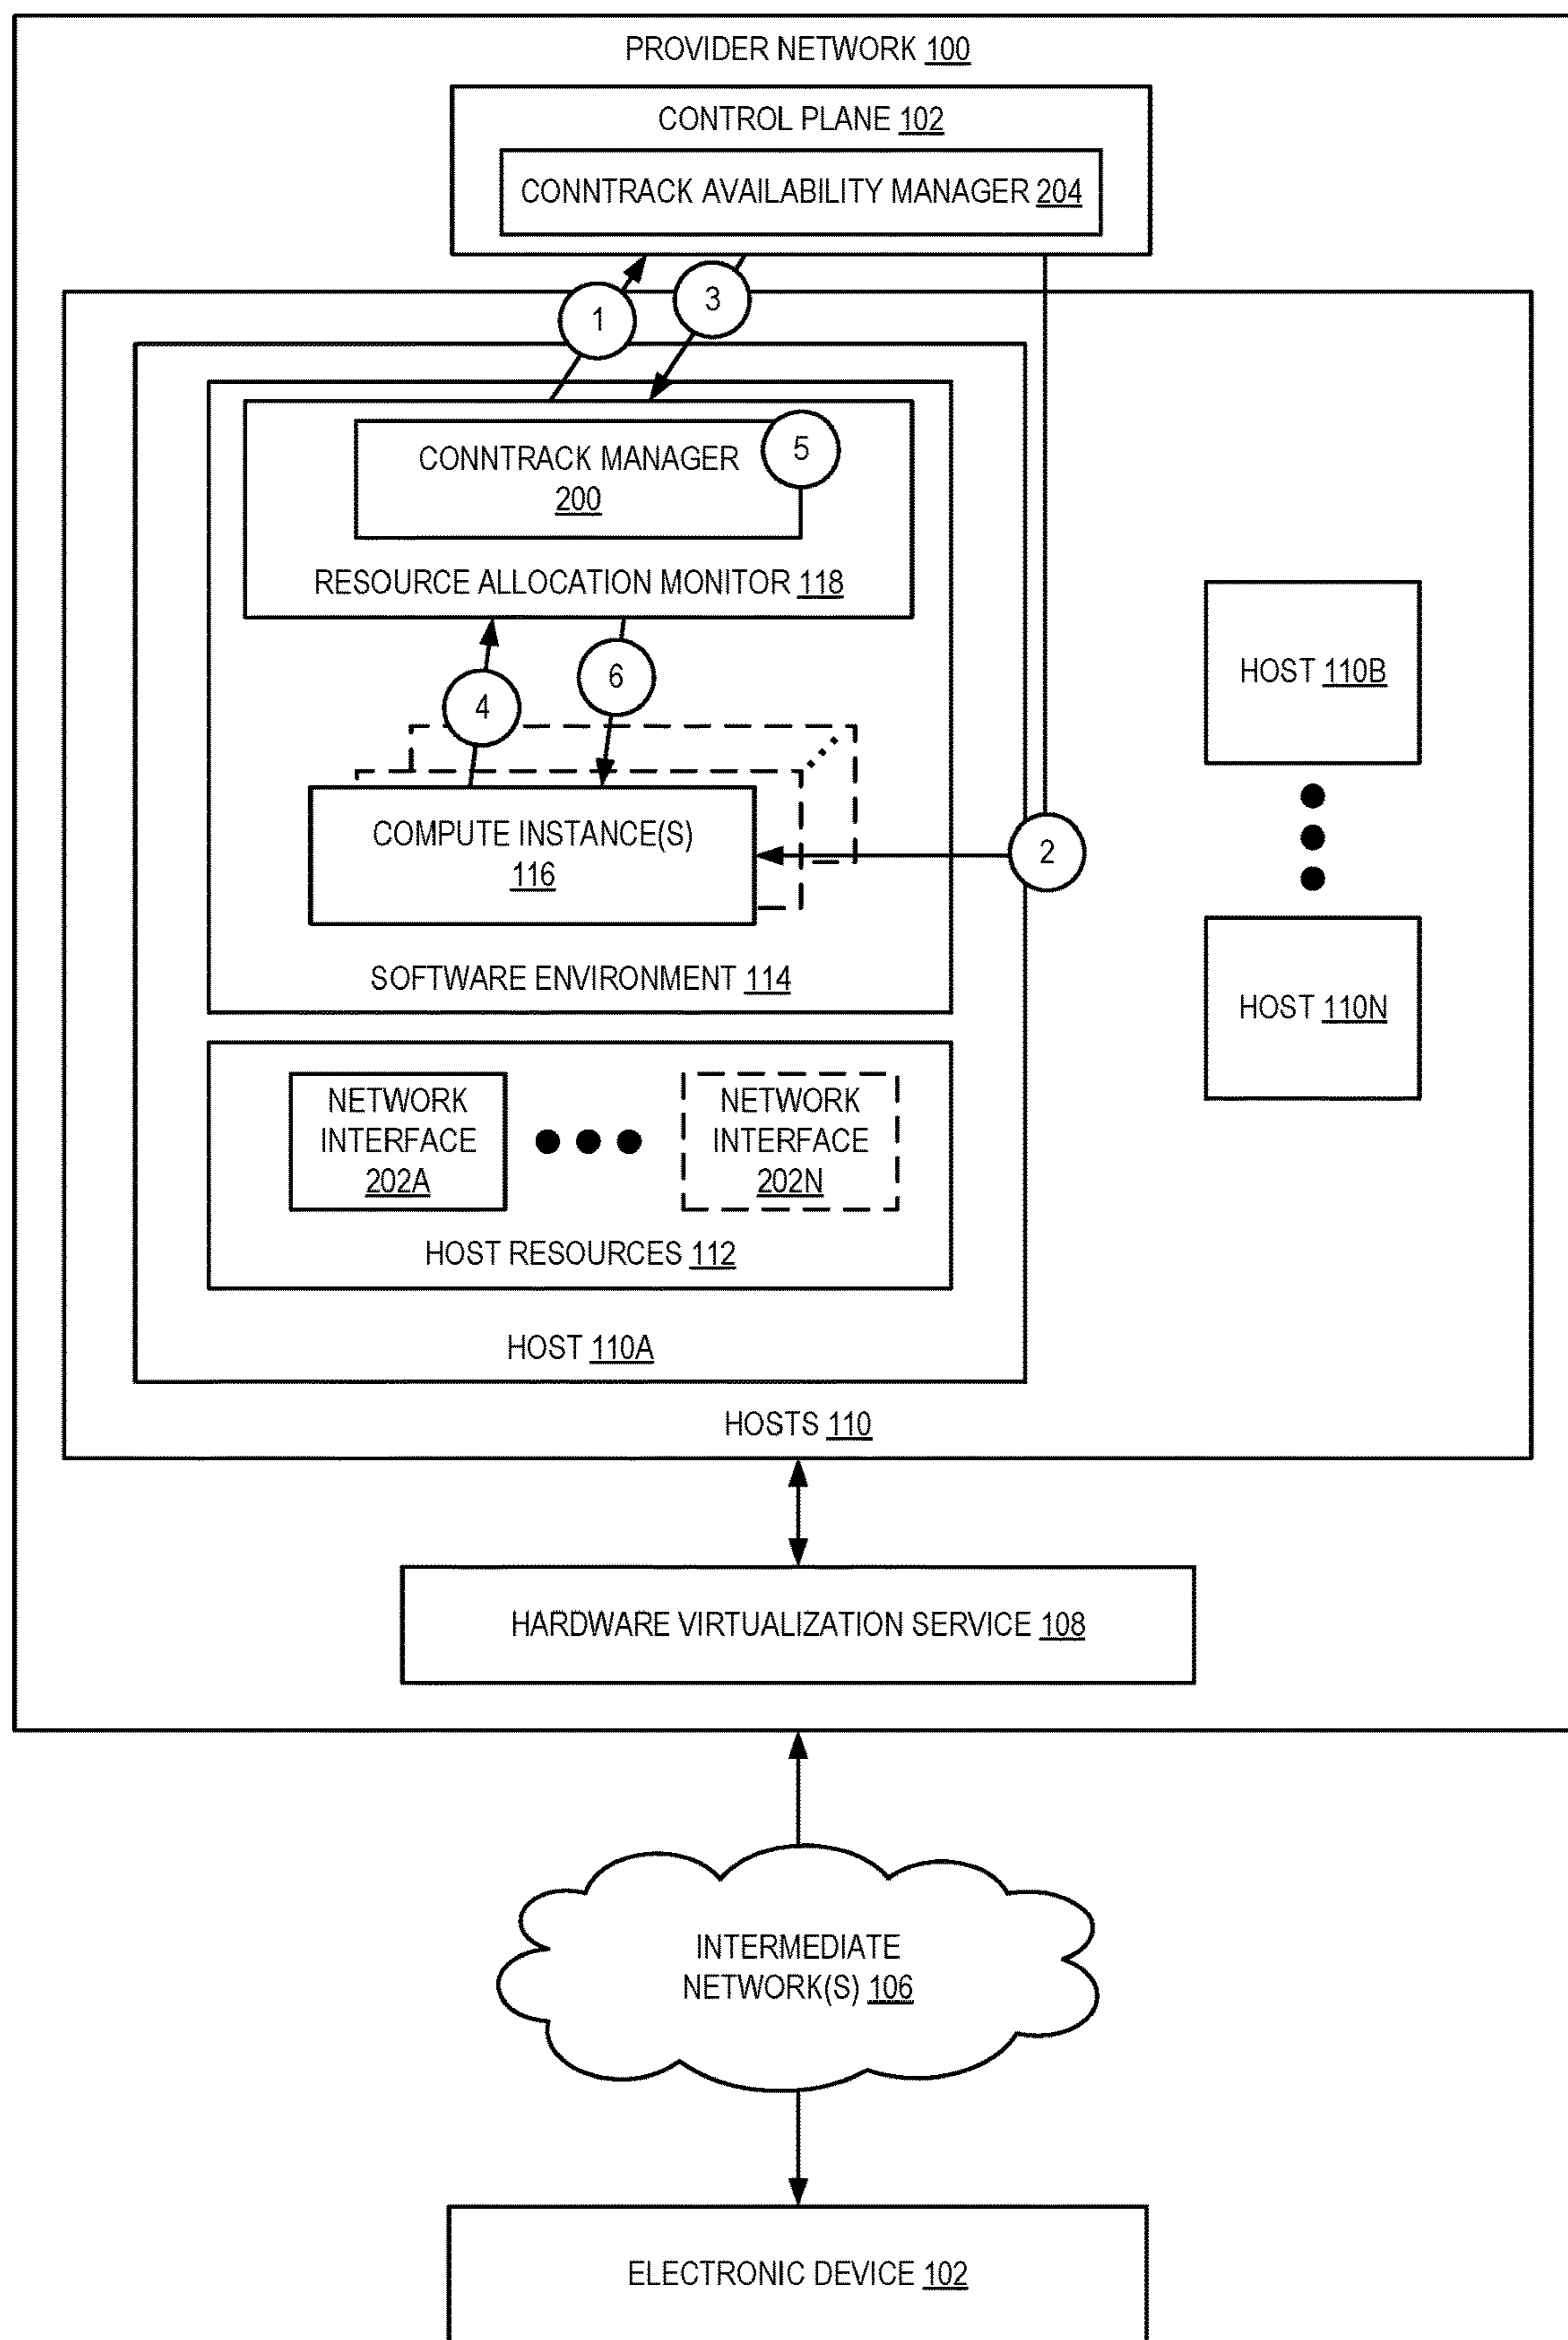 PROVIDER NETWORK 100
CONTROL PLANE 102
CONNTRACK AVAILABILITY MANAGER 204
1
3
CONNTRACK MANAGER
200
5
RESOURCE ALLOCATION MONITOR 118
4
6
COMPUTE INSTANCE(S)
116
2
SOFTWARE ENVIRONMENT 114
HOST 110B
HOST 110N
NETWORK
INTERFACE
202A
NETWORK
INTERFACE
202N
HOST RESOURCES 112
HOST 110A
HOSTS 110
HARDWARE VIRTUALIZATION SERVICE 108
INTERMEDIATE
NETWORK(S) 106
ELECTRONIC DEVICE 102